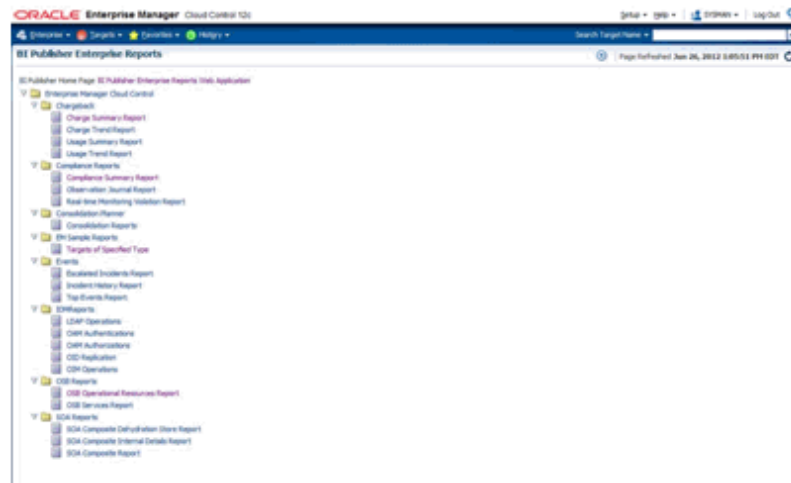 ORACLE Enterprise Manager Cloud Control 12c
Setup Help SYSMAN Log Out
Enterprise Targets Favorites History Search Target Name
BI Publisher Enterprise Reports
Page Refreshed Jun 26, 2012 1:05:51 PM EDT
BI Publisher Home Page BI Publisher Enterprise Reports Web Application
Enterprise Manager Cloud Control
Chargeback
Charge Summary Report
Charge Trend Report
Usage Summary Report
Usage Trend Report
Compliance Reports
Compliance Summary Report
Observation Journal Report
Real-time Monitoring Violation Report
Consolidation Planner
Consolidation Reports
EM Sample Reports
Targets of Specified Type
Events
Escalated Incidents Report
Incident History Report
Top Events Report
IDMReports
LDAP Operations
OAM Authentications
OAM Authorizations
OID Replication
OIM Operations
OSB Reports
OSB Operational Resources Report
OSB Services Report
SOA Reports
SOA Composite Dehydration Store Report
SOA Composite Internal Details Report
SOA Composite Report